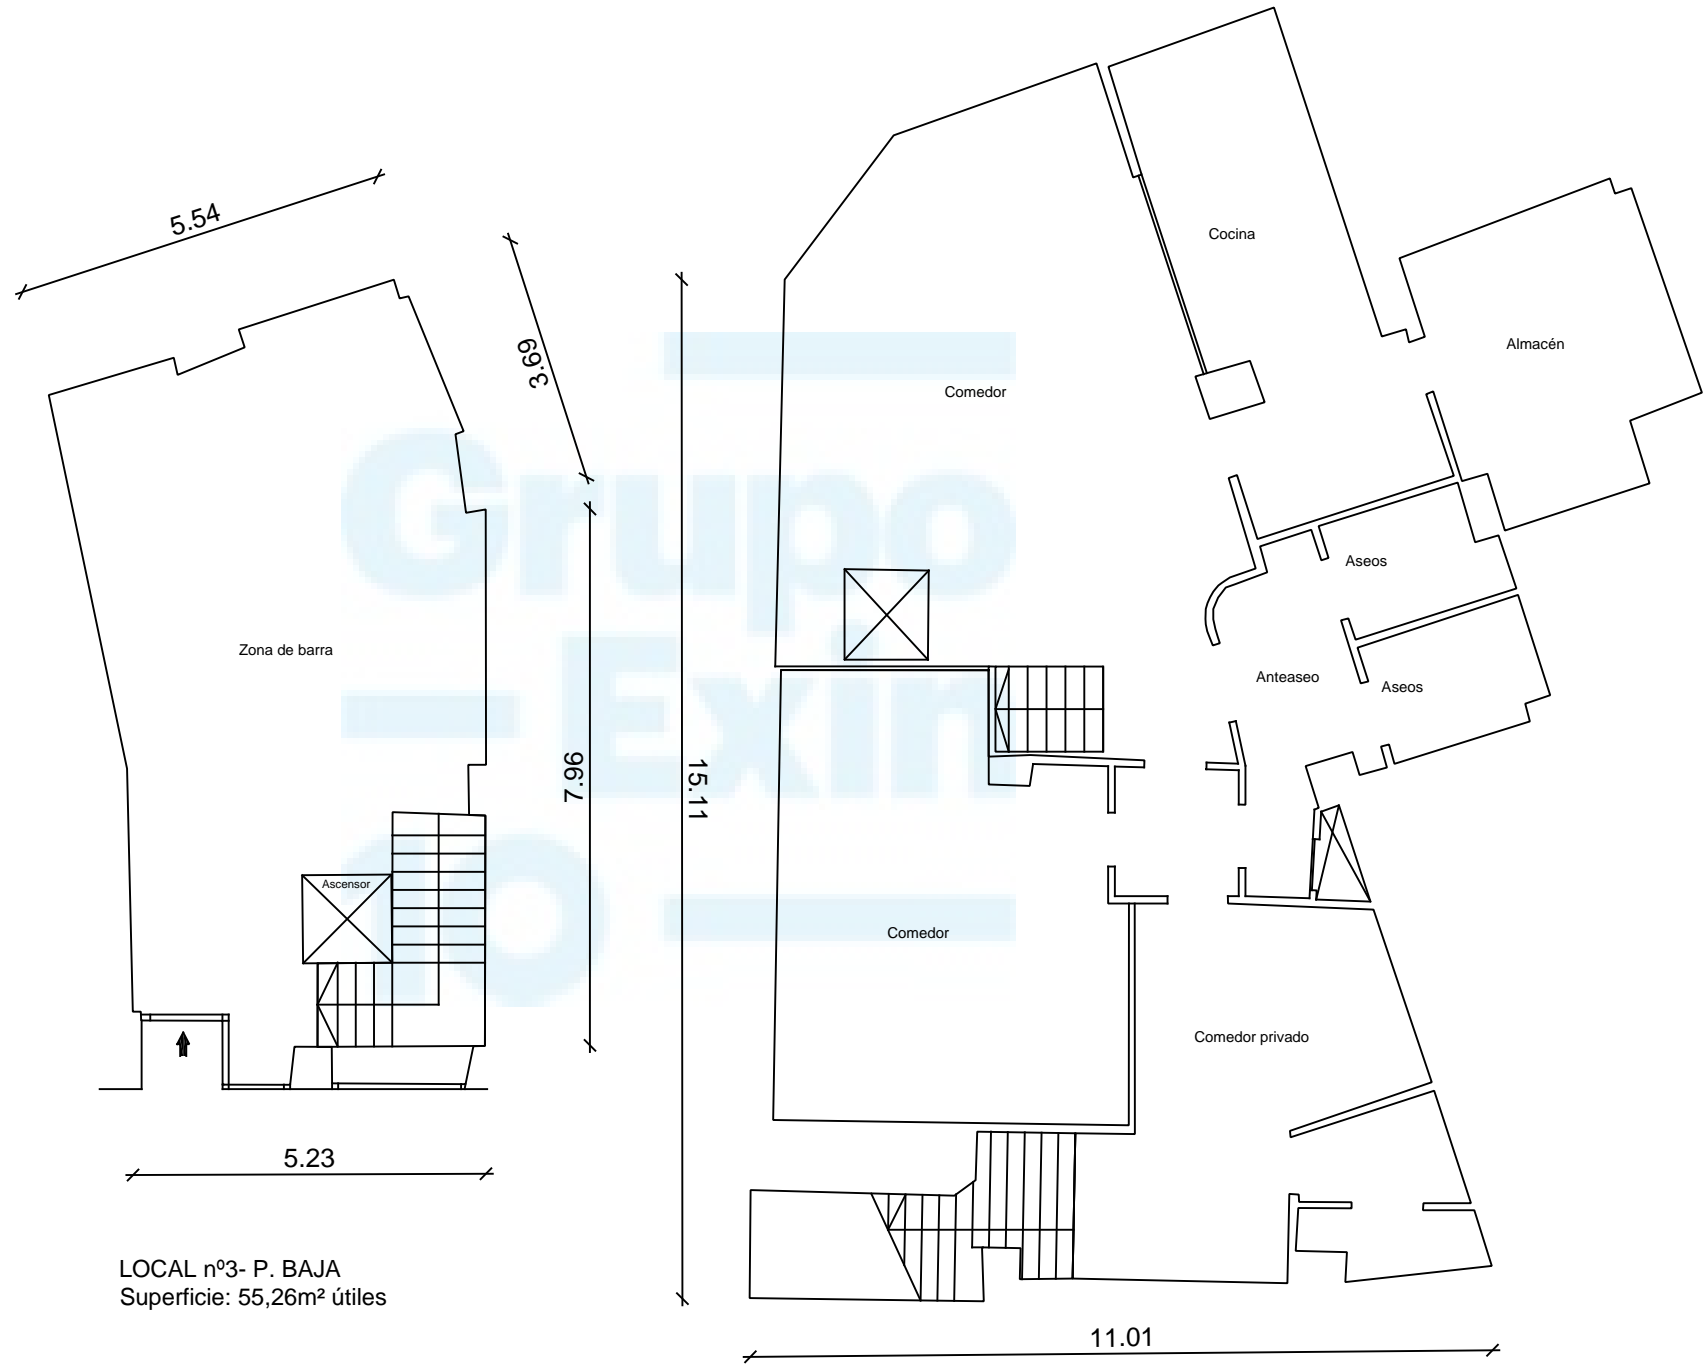 5.54
3.69
Cocina
Almacén
Comedor
Aseos
Zona de barra
Anteaseo
Aseos
7.96
15.11
Ascensor
Comedor
Comedor privado
5.23
LOCAL nº3- P. BAJA
Superficie: 55,26m² útiles
11.01
Grupo
Exin
10